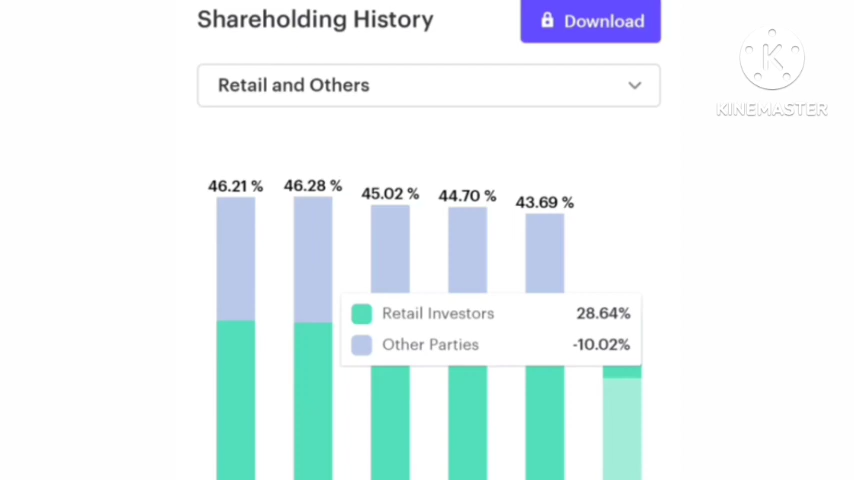 Shareholding History
Download
Retail and Others
46.21 %
46.28 %
45.02 %
44.70 %
43.69 %
Retail Investors 28.64%
Other Parties -10.02%
K
KINEMASTER